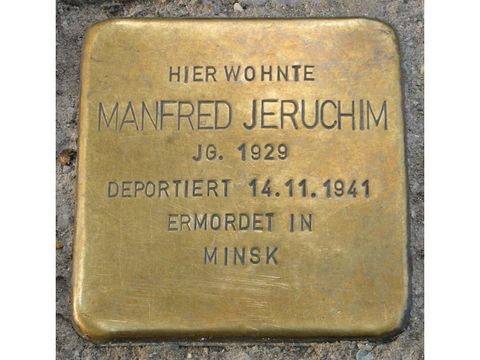 HIER WOHNTE
MANFRED JERUCHIM
JG. 1929
DEPORTIERT 14.11.1941
ERMORDET IN
MINSK